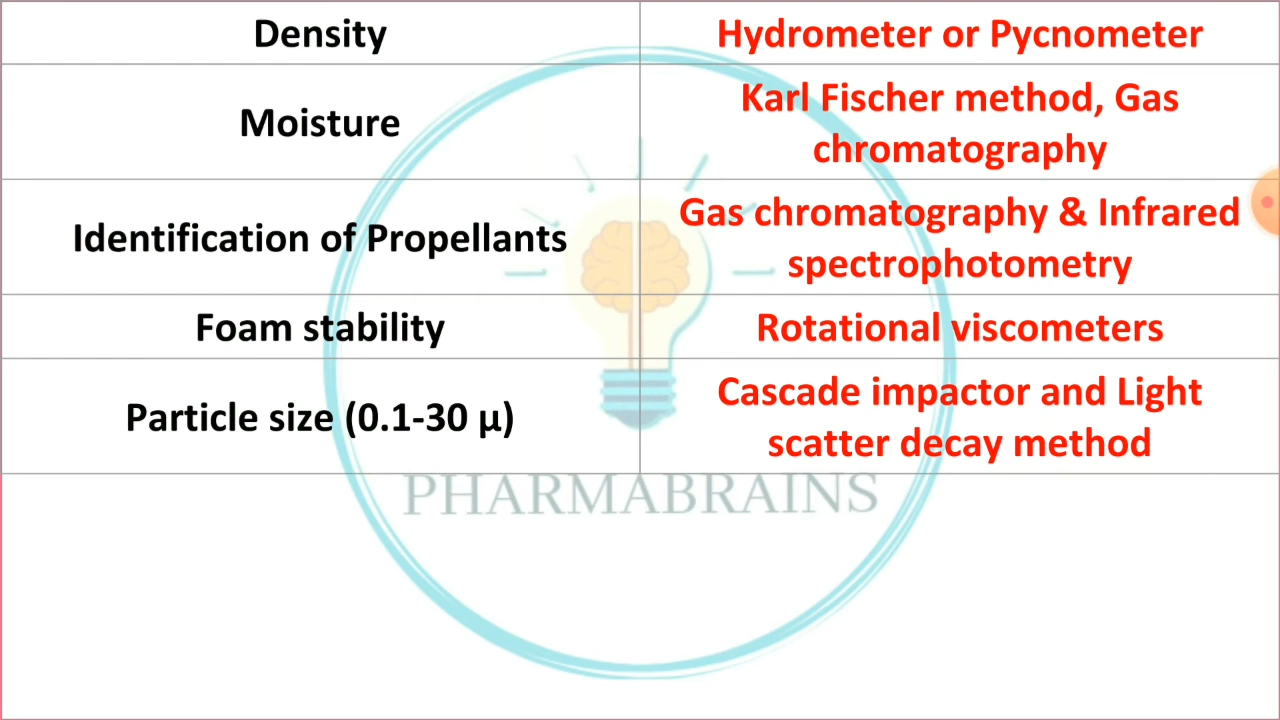 Density
Hydrometer or Pycnometer
Moisture
Karl Fischer method, Gas
chromatography
Identification of Propellants
Gas chromatography & Infrared
spectrophotometry
Foam stability
Rotational viscometers
Particle size (0.1-30 µ)
Cascade impactor and Light
scatter decay method
PHARMABRAINS